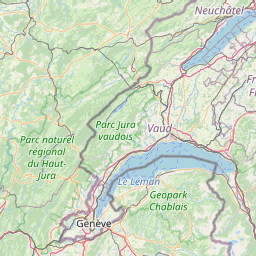 Neuchâtel
Parc Jura
vaudois
Vaud
Parc naturel
régional
du Haut-
Jura
Le Léman
Geopark
Chablais
Genève